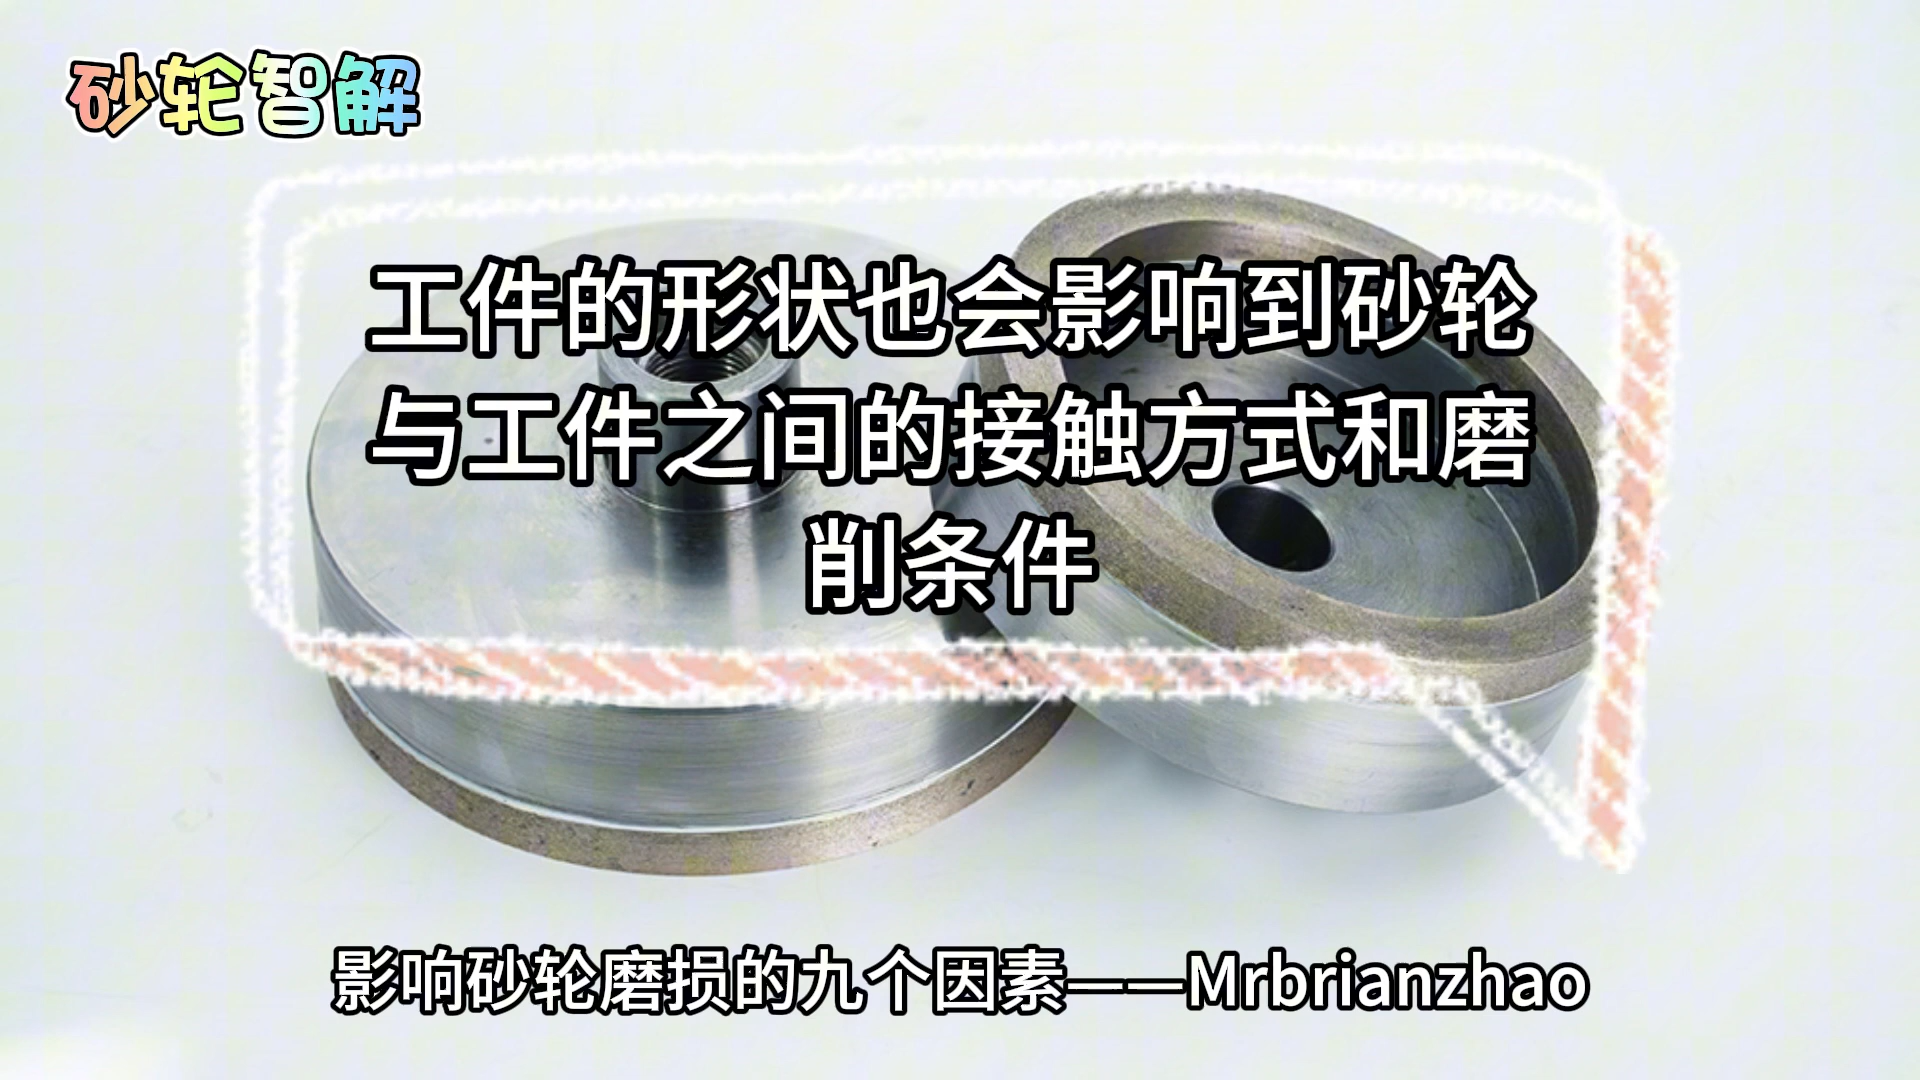 砂轮智解
工件的形状也会影响到砂轮
与工件之间的接触方式和磨
削条件
影响砂轮磨损的九个因素——Mrbrianzhao